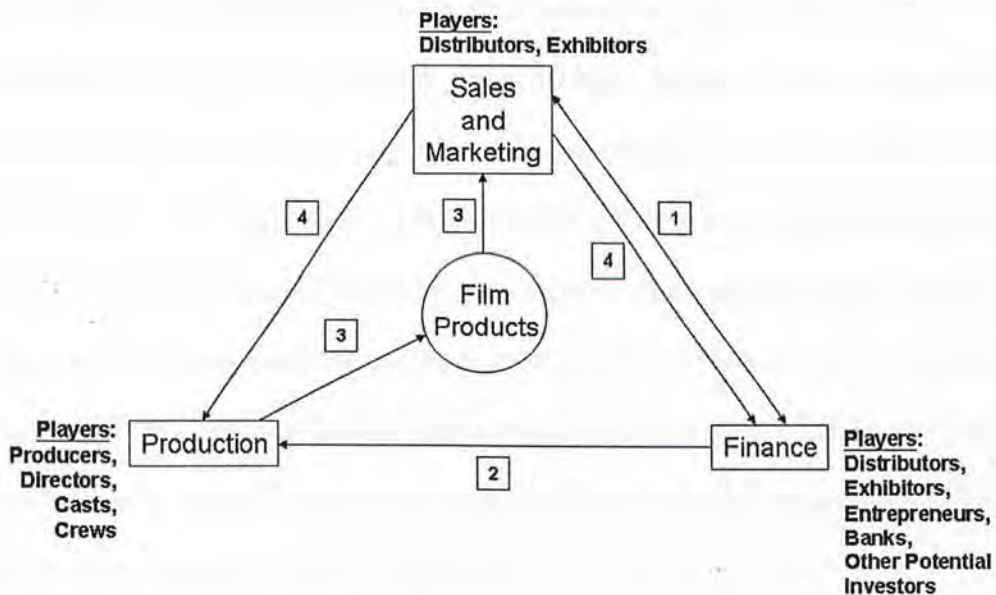 Players:
Distributors, Exhibitors
Sales
and
Marketing
4
3
1
4
Film
Products
3
Players:
Producers,
Directors,
Casts,
Crews
Production
2
Finance
Players:
Distributors,
Exhibitors,
Entrepreneurs,
Banks,
Other Potential
Investors